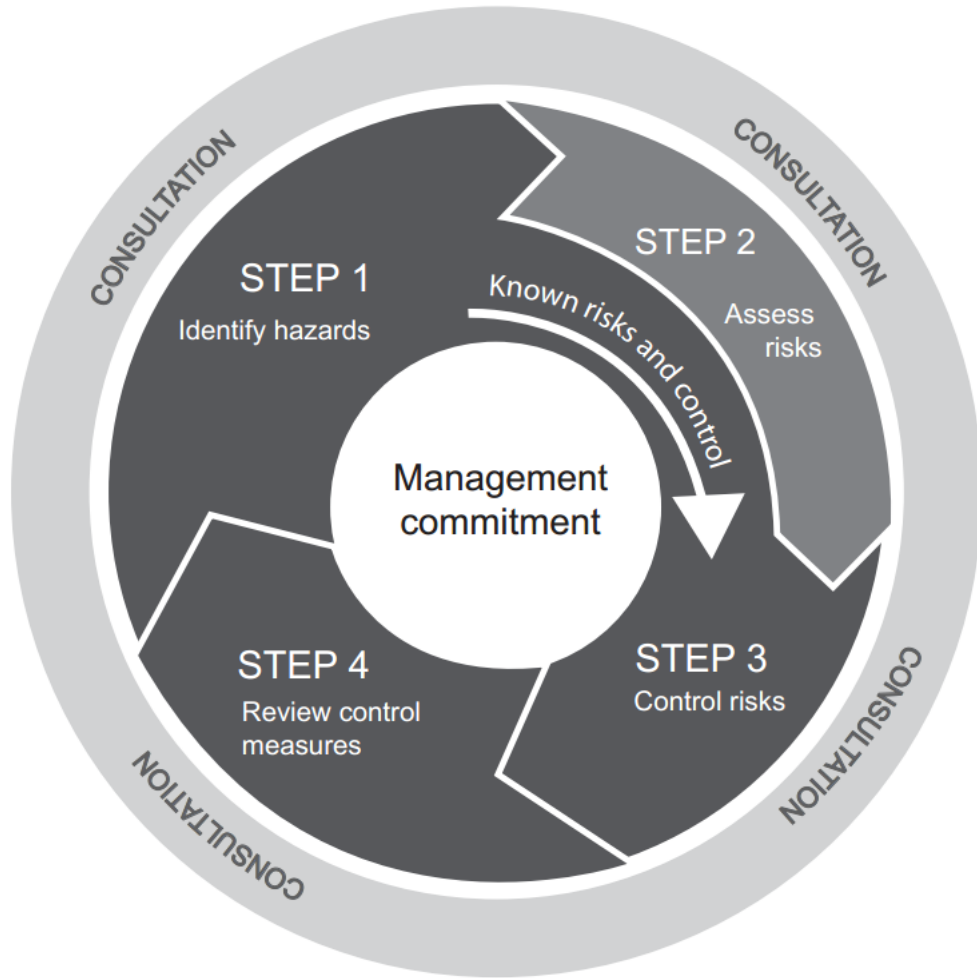 CONSULTATION
CONSULTATION
STEP 1
Identify hazards
STEP 2
Assess
risks
Known risks and control
Management
commitment
STEP 3
Control risks
STEP 4
Review control
measures
CONSULTATION
CONSULTATION